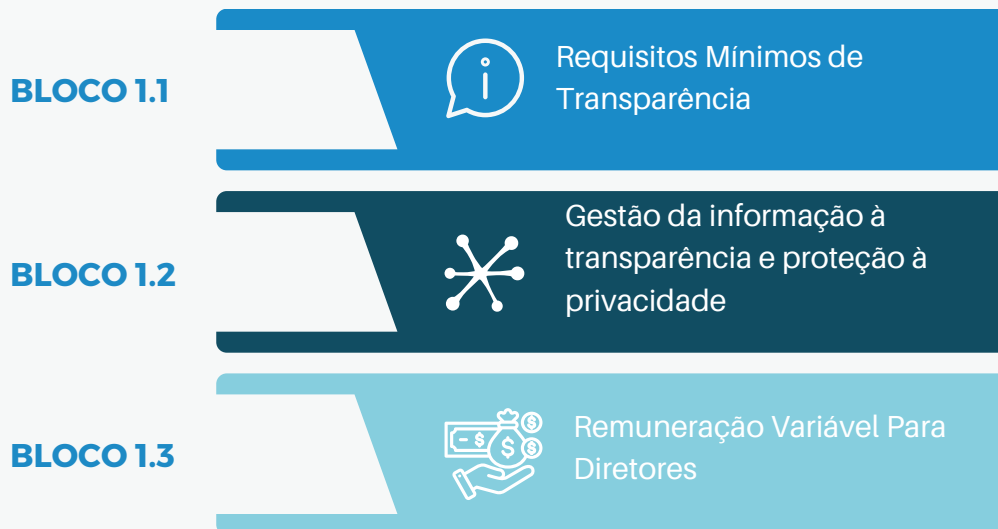 BLOCO 1.1
Requisitos Mínimos de
Transparência
BLOCO 1.2
Gestão da informação à
transparência e proteção à
privacidade
BLOCO 1.3
Remuneração Variável Para
Diretores